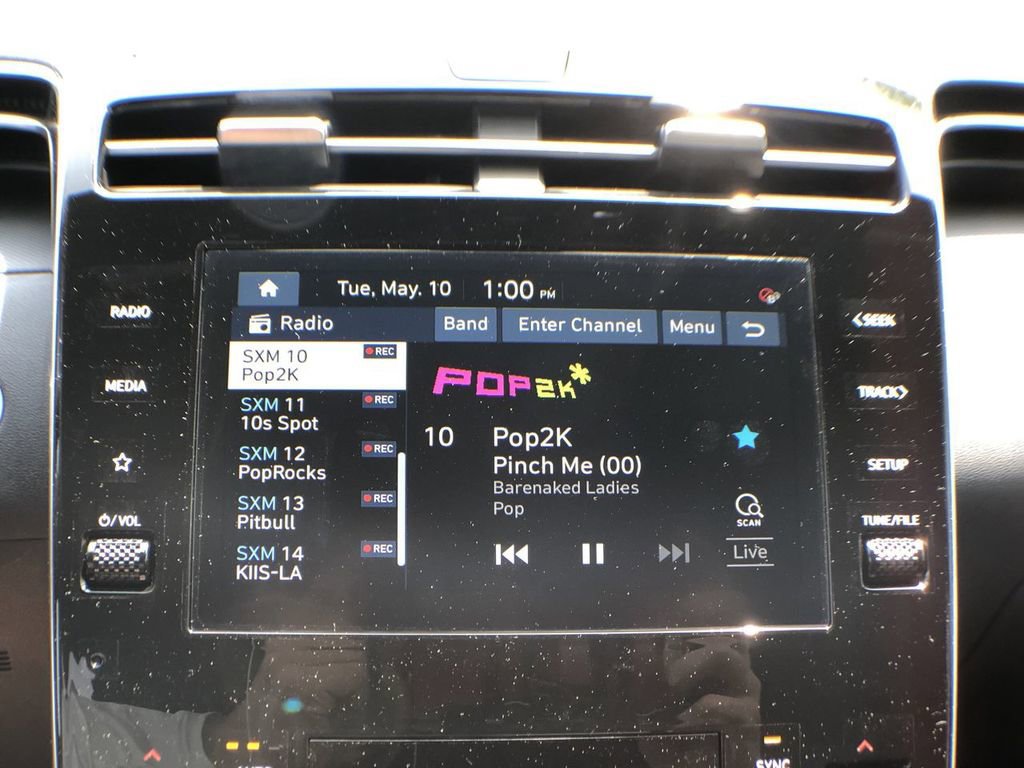 Tue, May. 10 1:00 PM
RADIO
Radio Band Enter Channel Menu
<SEEK
SXM 10 REC
Pop2K
POP2K*
MEDIA
TRACK>
SXM 11 REC
10s Spot
10 Pop2K
SXM 12 REC
PopRocks
Pinch Me (00)
SETUP
Barenaked Ladies
Pop
SXM 13 REC
Pitbull
SCAN
/VOL
TUNE/FILE
SXM 14 REC
KIIS-LA
Live
SYNC